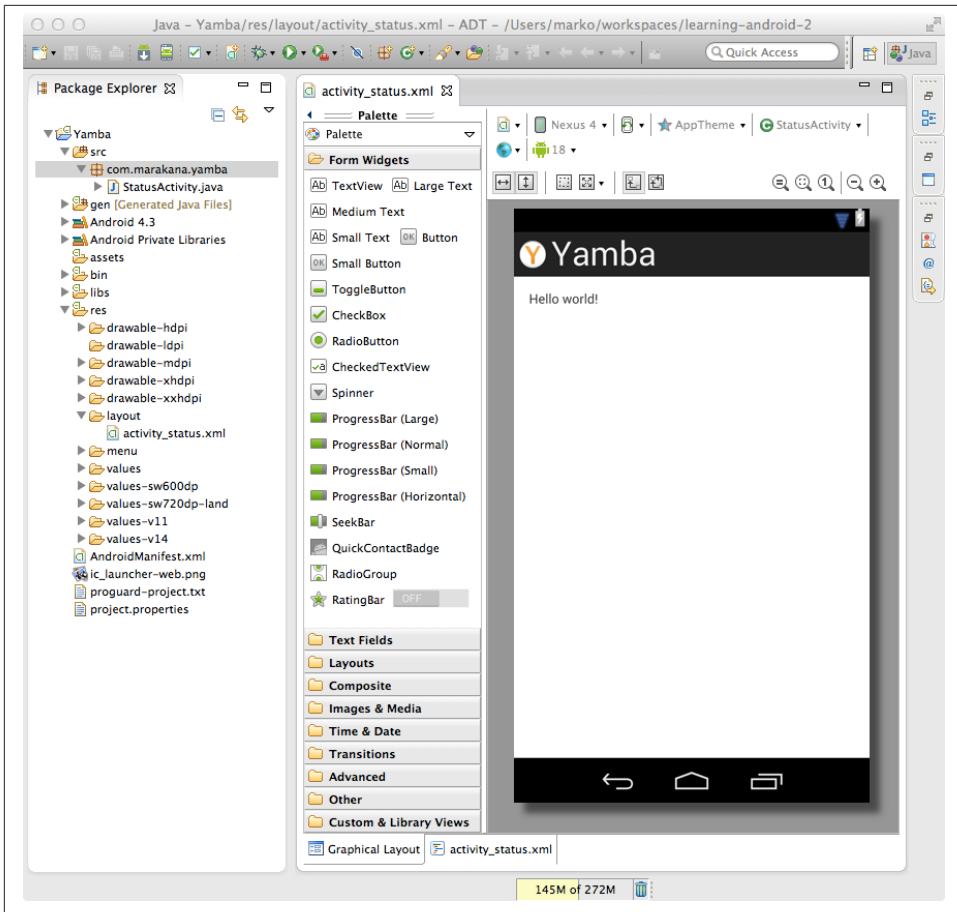 Java – Yamba/res/layout/activity_status.xml – ADT – /Users/marko/workspaces/learning-android-2
Quick Access
Java
Package Explorer
Yamba
src
com.marakana.yamba
StatusActivity.java
gen [Generated Java Files]
Android 4.3
Android Private Libraries
assets
bin
libs
res
drawable-hdpi
drawable-ldpi
drawable-mdpi
drawable-xhdpi
drawable-xxhdpi
layout
activity_status.xml
menu
values
values-sw600dp
values-sw720dp-land
values-v11
values-v14
AndroidManifest.xml
ic_launcher-web.png
proguard-project.txt
project.properties
activity_status.xml
Palette
Palette
Form Widgets
Ab TextView Ab Large Text
Ab Medium Text
Ab Small Text OK Button
OK Small Button
ToggleButton
CheckBox
RadioButton
CheckedTextView
Spinner
ProgressBar (Large)
ProgressBar (Normal)
ProgressBar (Small)
ProgressBar (Horizontal)
SeekBar
QuickContactBadge
RadioGroup
RatingBar OFF
Text Fields
Layouts
Composite
Images & Media
Time & Date
Transitions
Advanced
Other
Custom & Library Views
Nexus 4 AppTheme StatusActivity
18
Y Yamba
Hello world!
Graphical Layout activity_status.xml
145M of 272M